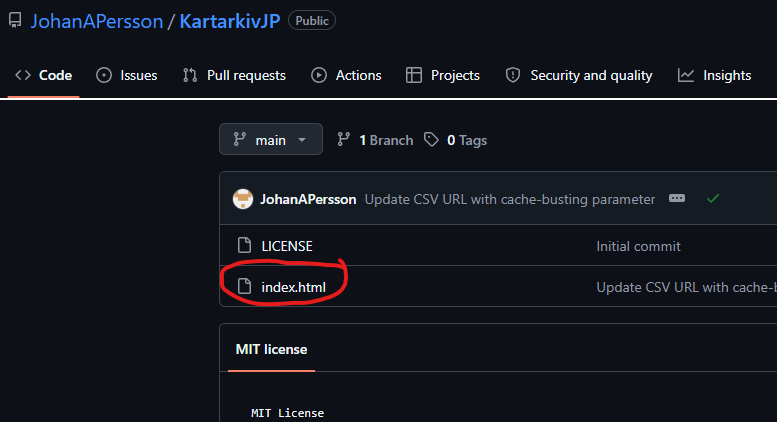 JohanAPersson / KartarkivJP Public
Code Issues Pull requests Actions Projects Security and quality Insights
main 1 Branch 0 Tags
JohanAPersson Update CSV URL with cache-busting parameter
LICENSE Initial commit
index.html Update CSV URL with cache-b
MIT license
MIT License